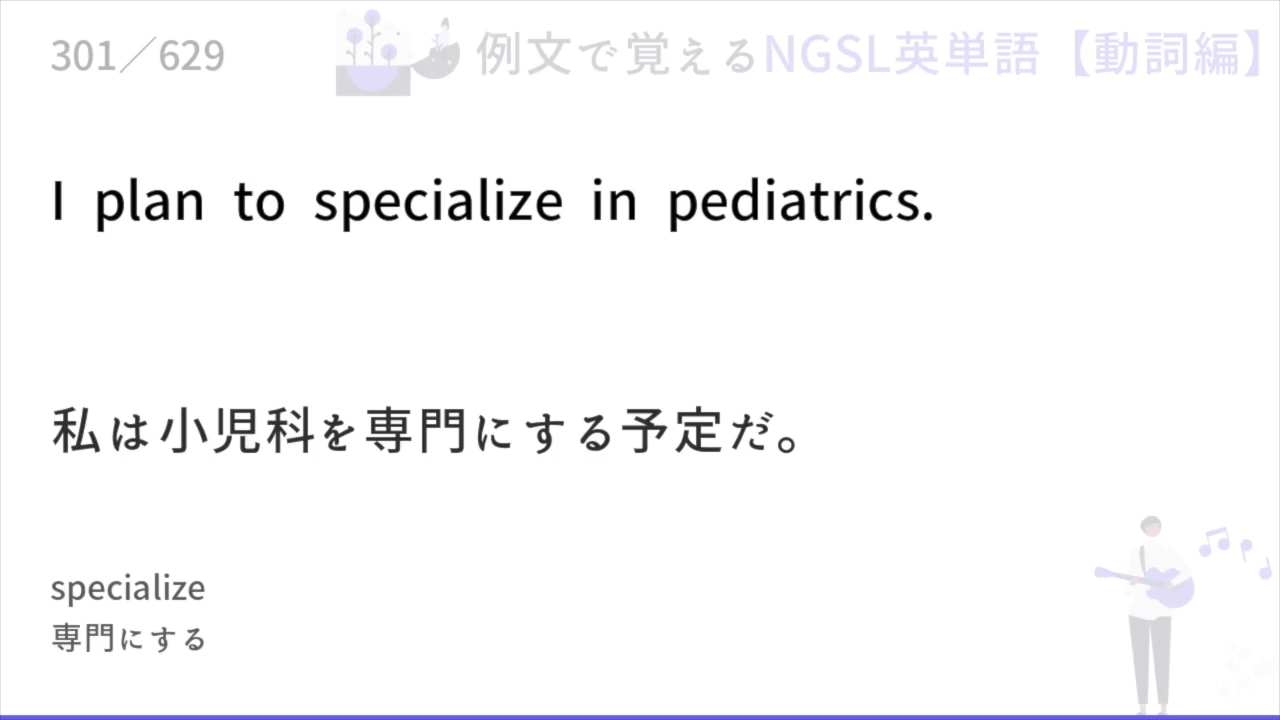 301／629
例文で覚えるNGSL英単語【動詞編】
I plan to specialize in pediatrics.
私は小児科を専門にする予定だ。
specialize
専門にする